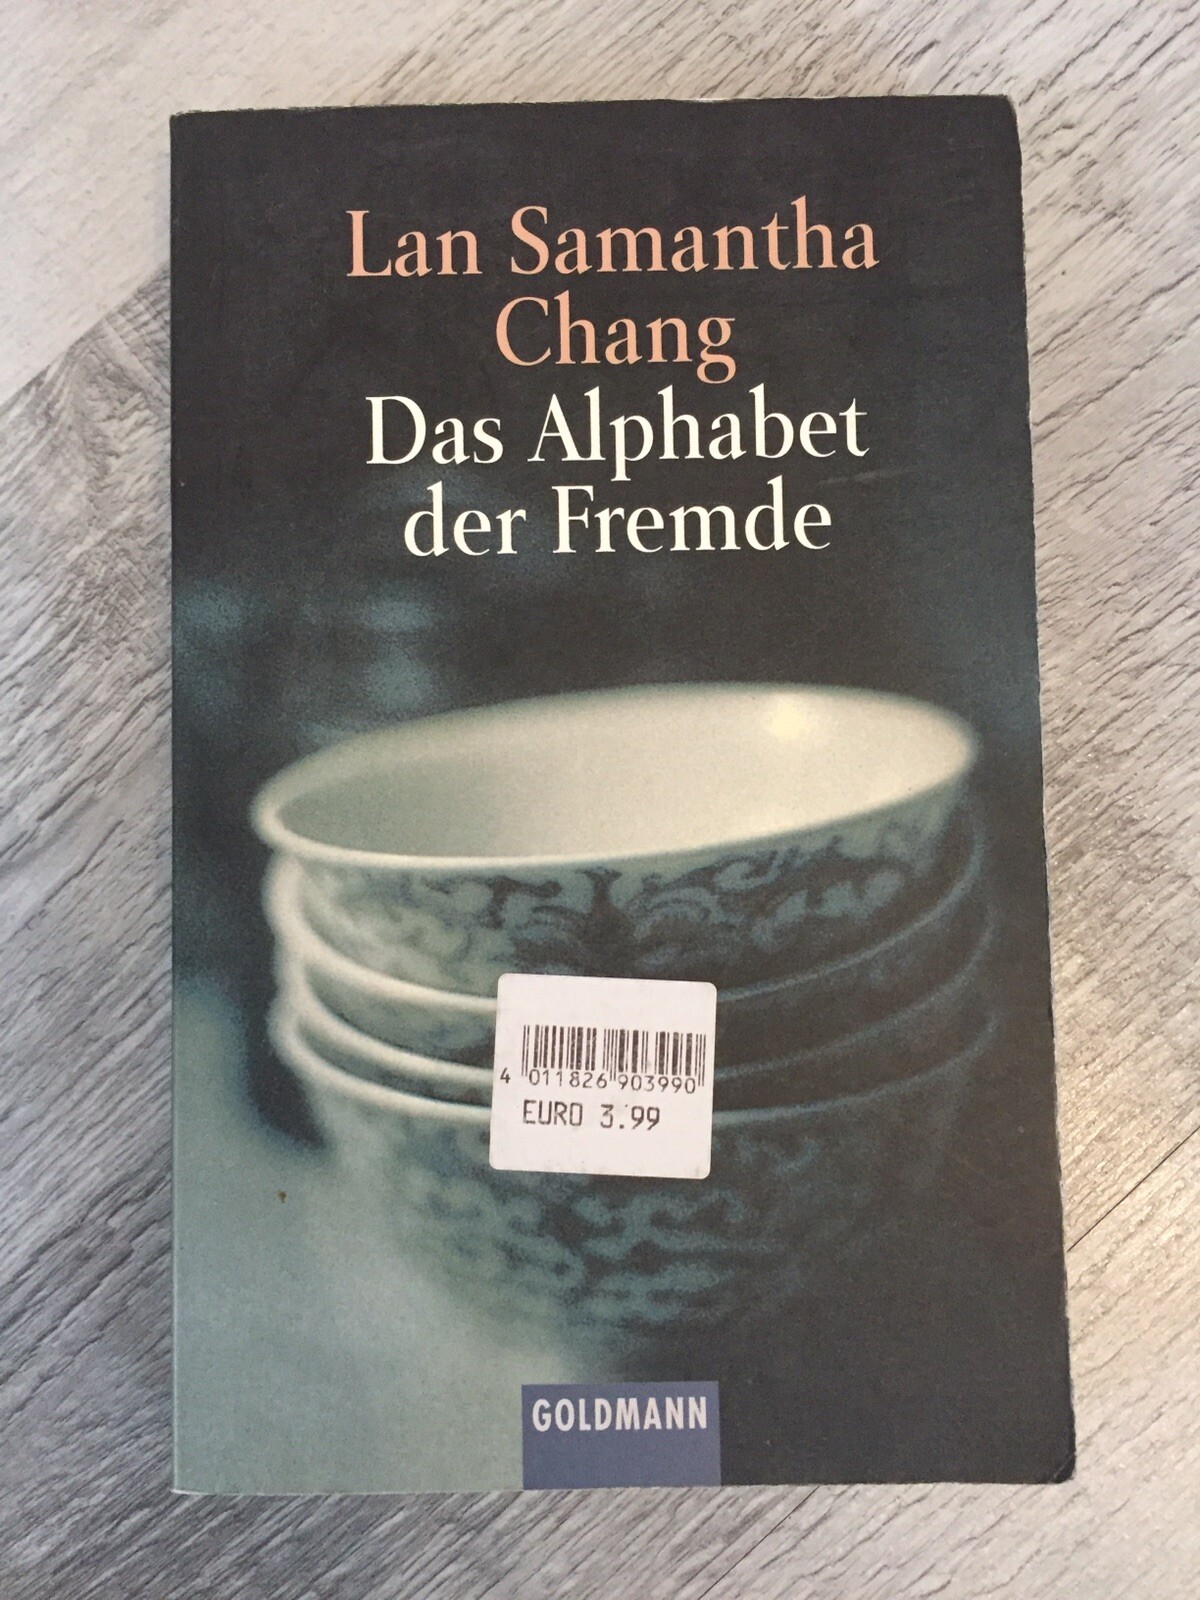 Lan Samantha
Chang
Das Alphabet
der Fremde
4 011826 903990
EURO 3.99
GOLDMANN